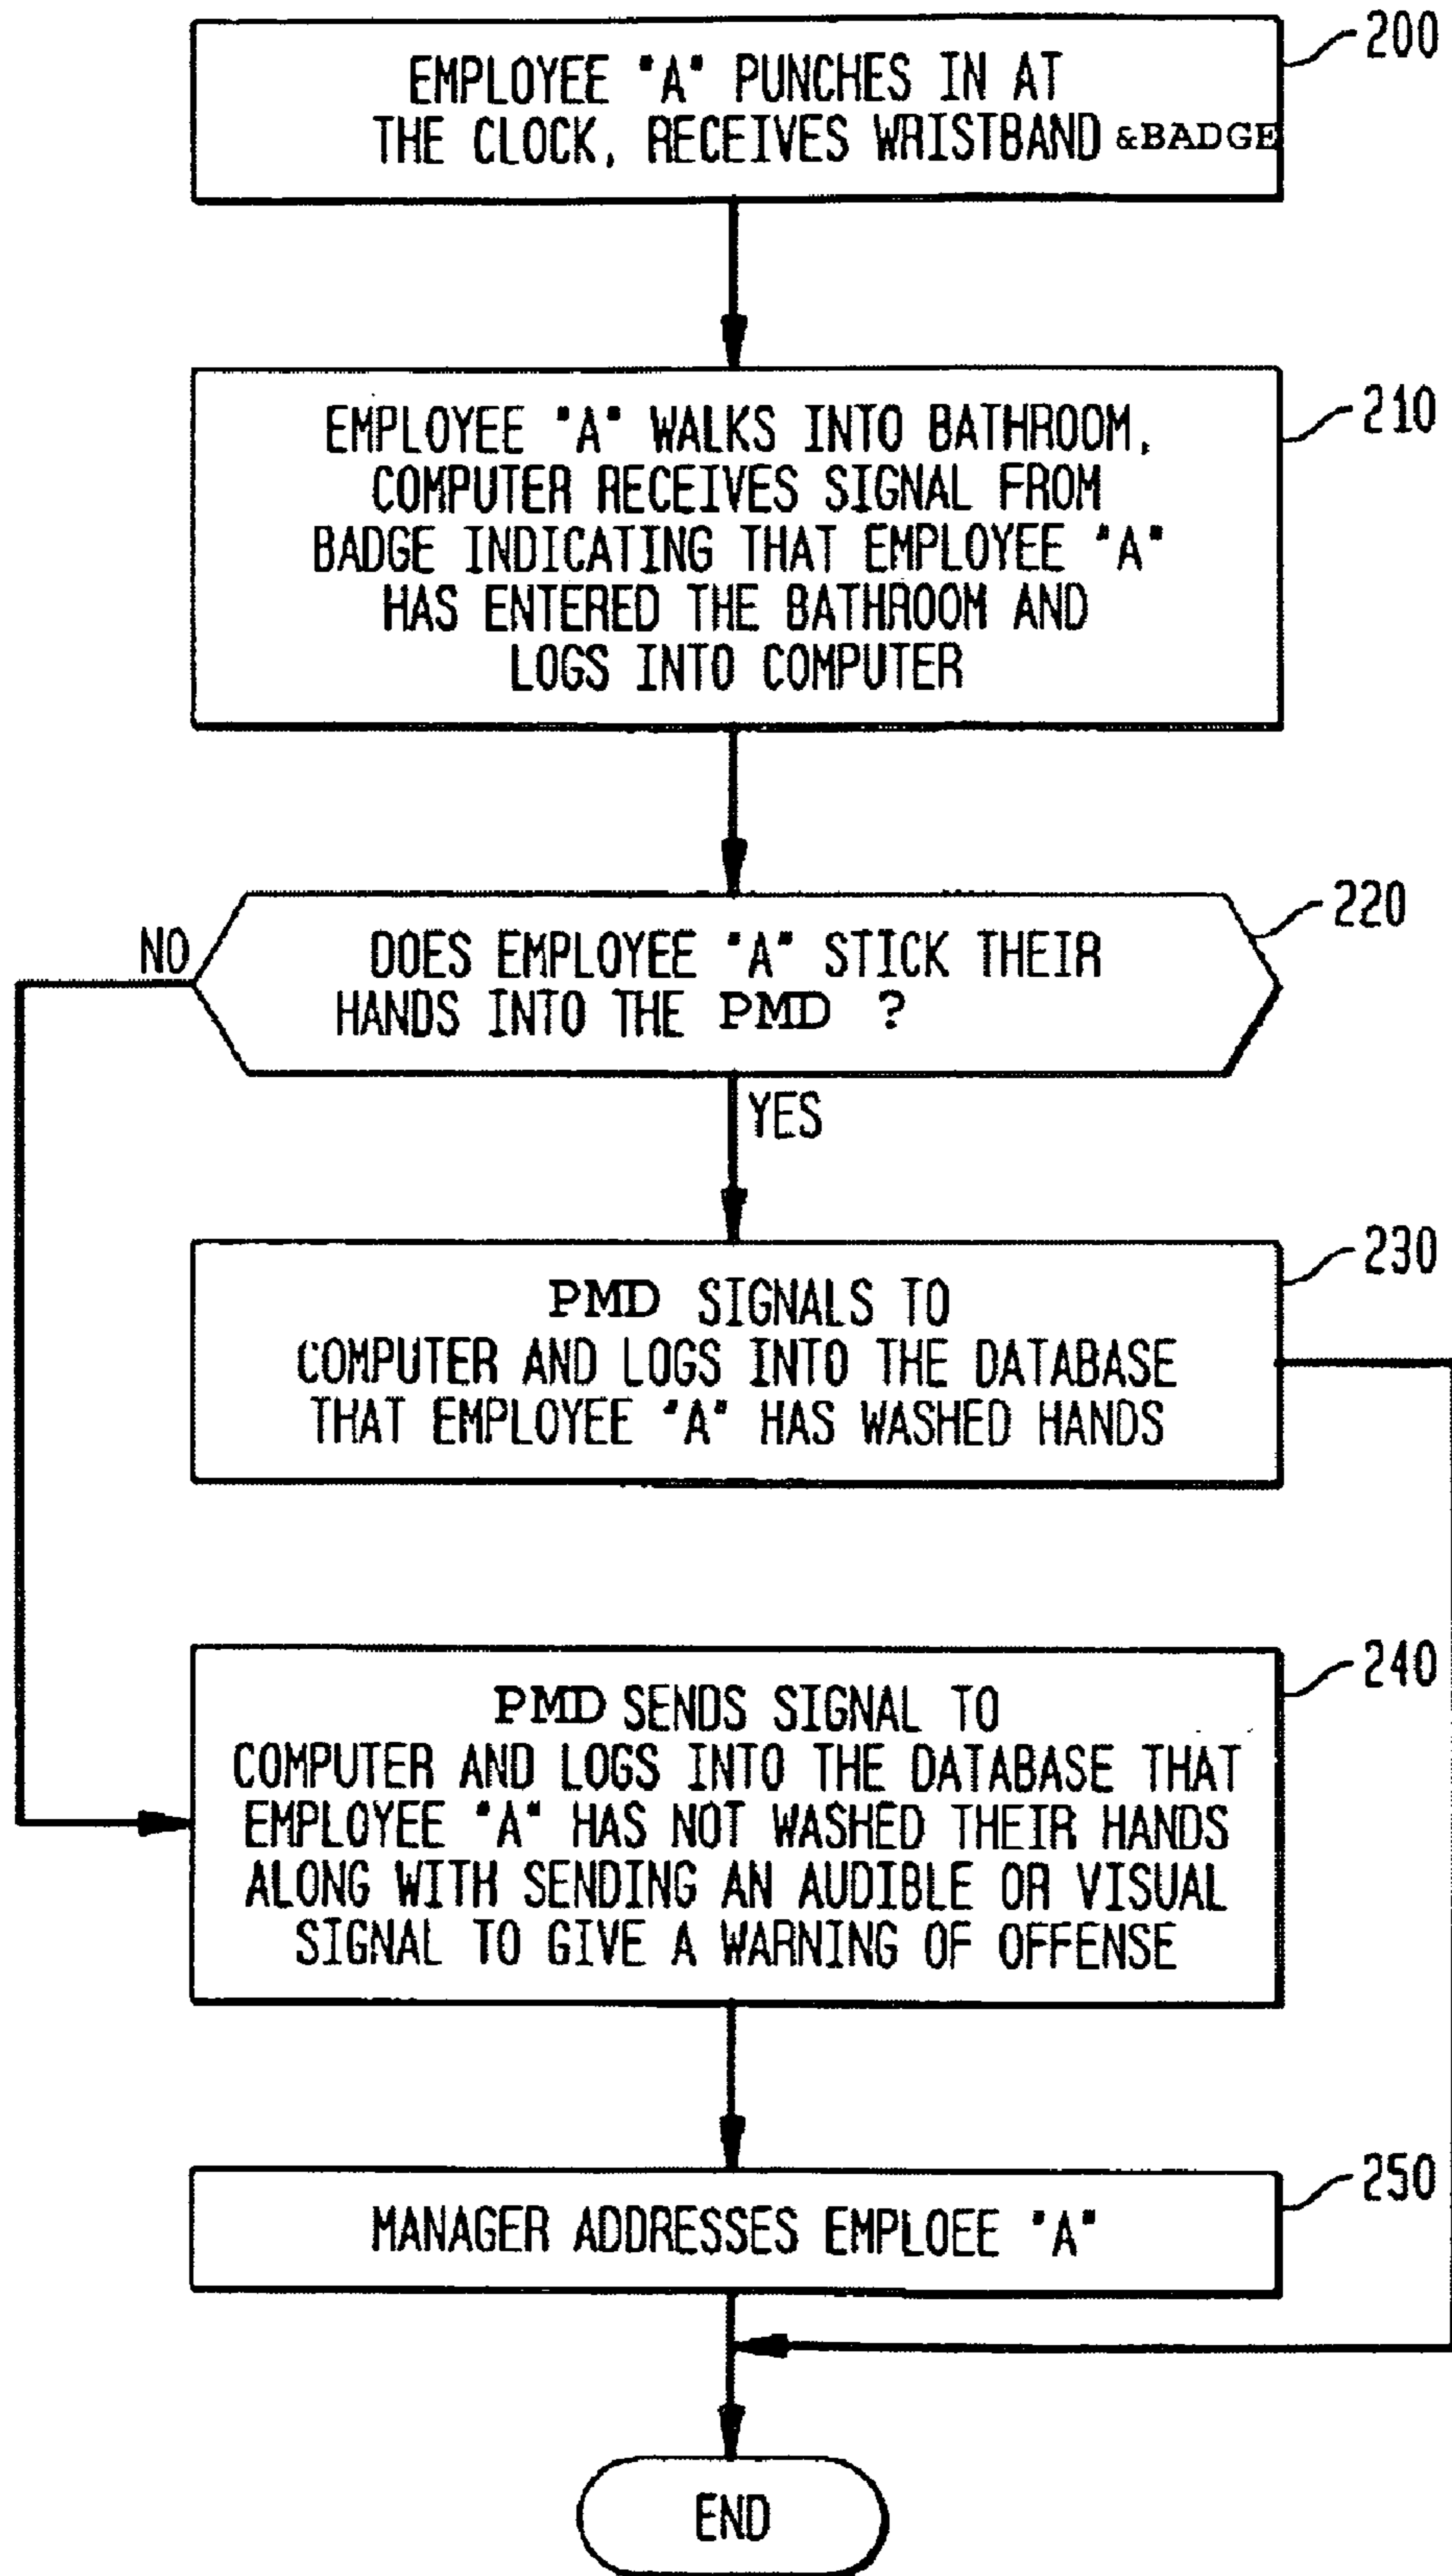 200
EMPLOYEE "A" PUNCHES IN AT
THE CLOCK, RECEIVES WRISTBAND &BADGE
210
EMPLOYEE "A" WALKS INTO BATHROOM,
COMPUTER RECEIVES SIGNAL FROM
BADGE INDICATING THAT EMPLOYEE "A"
HAS ENTERED THE BATHROOM AND
LOGS INTO COMPUTER
220
NO
DOES EMPLOYEE "A" STICK THEIR
HANDS INTO THE PMD ?
YES
230
PMD SIGNALS TO
COMPUTER AND LOGS INTO THE DATABASE
THAT EMPLOYEE "A" HAS WASHED HANDS
240
PMD SENDS SIGNAL TO
COMPUTER AND LOGS INTO THE DATABASE THAT
EMPLOYEE "A" HAS NOT WASHED THEIR HANDS
ALONG WITH SENDING AN AUDIBLE OR VISUAL
SIGNAL TO GIVE A WARNING OF OFFENSE
250
MANAGER ADDRESSES EMPLOEE "A"
END